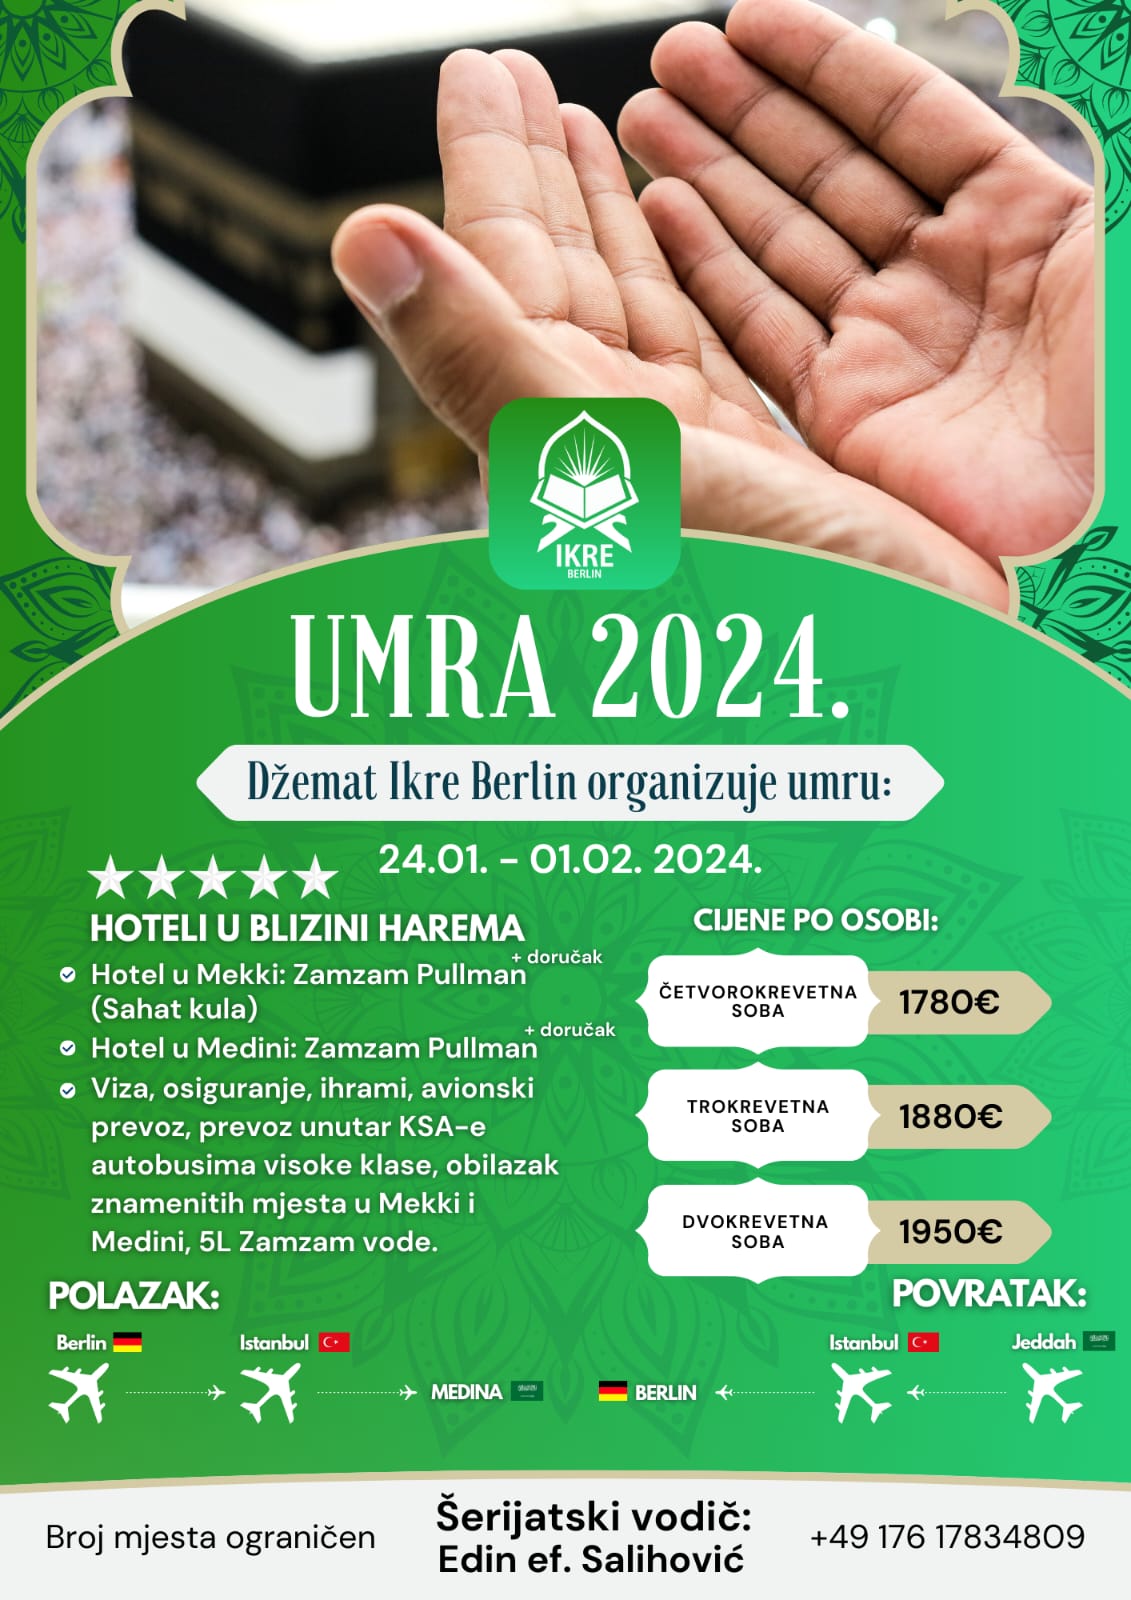 IKRE
BERLIN
UMRA 2024.
Džemat Ikre Berlin organizuje umru:
24.01. - 01.02. 2024.
HOTELI U BLIZINI HAREMA
+ doručak
Hotel u Mekki: Zamzam Pullman
(Sahat kula)
+ doručak
Hotel u Medini: Zamzam Pullman
Viza, osiguranje, ihrami, avionski
prevoz, prevoz unutar KSA-e
autobusima visoke klase, obilazak
znamenitih mjesta u Mekki i
Medini, 5L Zamzam vode.
CIJENE PO OSOBI:
ČETVOROKREVETNA
SOBA
1780€
TROKREVETNA
SOBA
1880€
DVOKREVETNA
SOBA
1950€
POLAZAK:
Berlin
Istanbul
MEDINA
POVRATAK:
Istanbul
Jeddah
BERLIN
Broj mjesta ograničen
Šerijatski vodič:
Edin ef. Salihović
+49 176 17834809